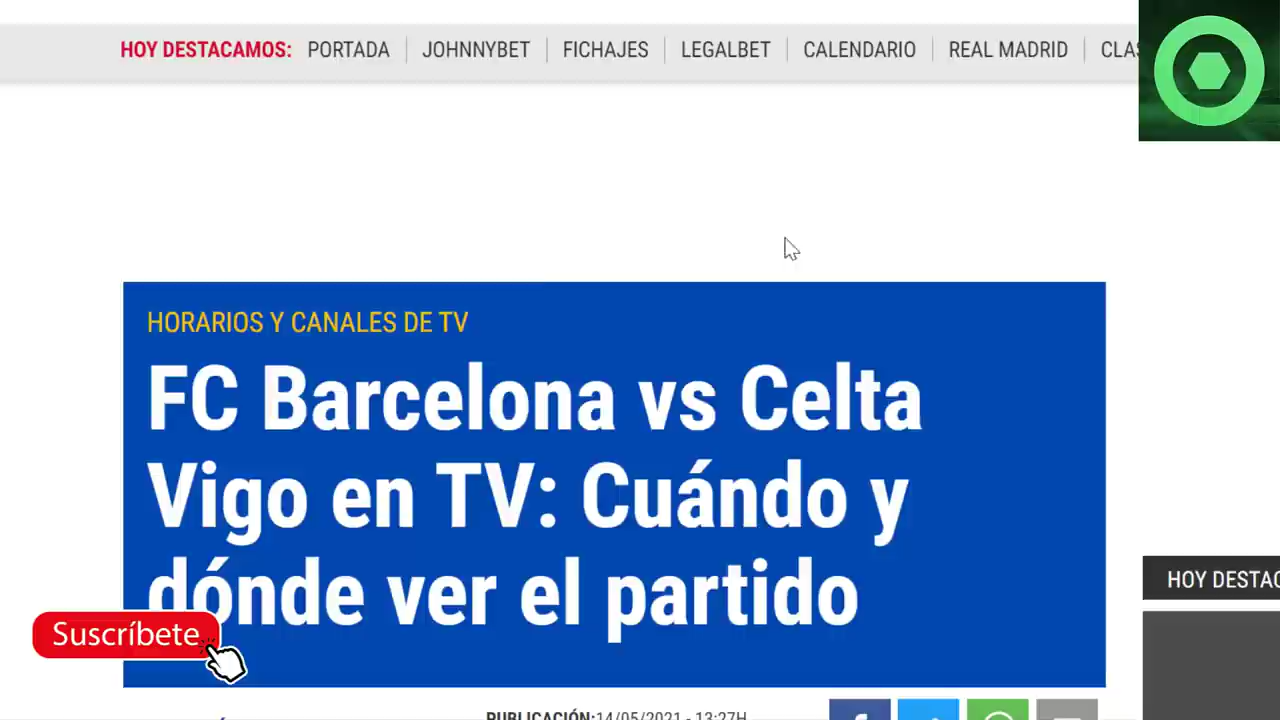 HOY DESTACAMOS: PORTADA JOHNNYBET FICHAJES LEGALBET CALENDARIO REAL MADRID
HORARIOS Y CANALES DE TV
FC Barcelona vs Celta
Vigo en TV: Cuándo y
dónde ver el partido
HOY DESTAC
Suscríbete
PUBLICACIÓN:14/05/2021 - 13:27H